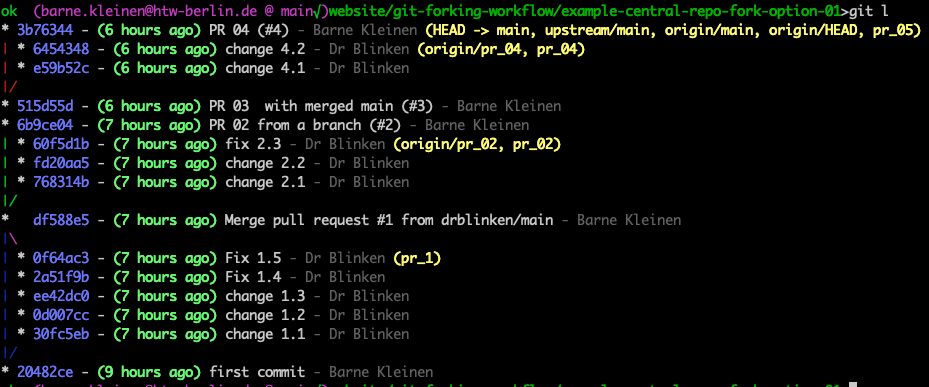 ok (barne.kleinen@htw-berlin.de @ main√)website/git-forking-workflow/example-central-repo-fork-option-01>git l
* 3b76344 - (6 hours ago) PR 04 (#4) - Barne Kleinen (HEAD -> main, upstream/main, origin/main, origin/HEAD, pr_05)
| * 6454348 - (6 hours ago) change 4.2 - Dr Blinken (origin/pr_04, pr_04)
| * e59b52c - (6 hours ago) change 4.1 - Dr Blinken
|/
* 515d55d - (6 hours ago) PR 03  with merged main (#3) - Barne Kleinen
* 6b9ce04 - (7 hours ago) PR 02 from a branch (#2) - Barne Kleinen
| * 60f5d1b - (7 hours ago) fix 2.3 - Dr Blinken (origin/pr_02, pr_02)
| * fd20aa5 - (7 hours ago) change 2.2 - Dr Blinken
| * 768314b - (7 hours ago) change 2.1 - Dr Blinken
|/
*   df588e5 - (7 hours ago) Merge pull request #1 from drblinken/main - Barne Kleinen
|\
| * 0f64ac3 - (7 hours ago) Fix 1.5 - Dr Blinken (pr_1)
| * 2a51f9b - (7 hours ago) Fix 1.4 - Dr Blinken
| * ee42dc0 - (7 hours ago) change 1.3 - Dr Blinken
| * 0d007cc - (7 hours ago) change 1.2 - Dr Blinken
| * 30fc5eb - (7 hours ago) change 1.1 - Dr Blinken
|/
* 20482ce - (9 hours ago) first commit - Barne Kleinen